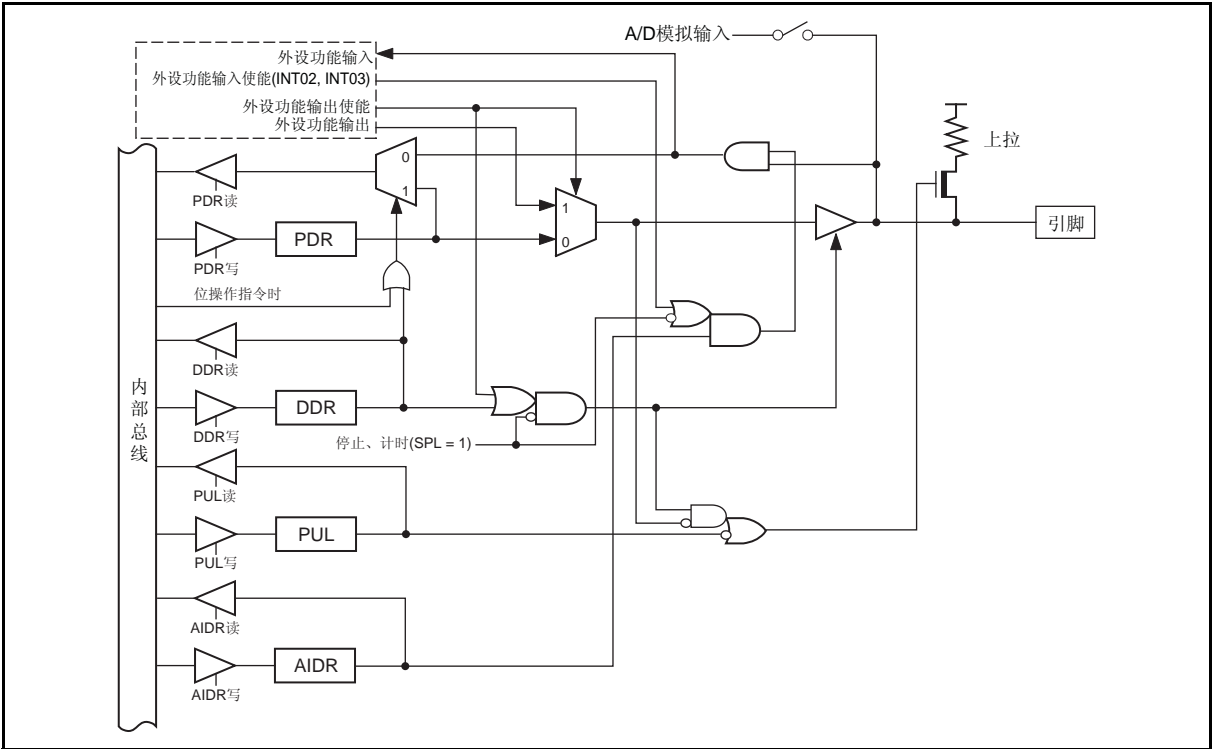 A/D模拟输入
外设功能输入
外设功能输入使能(INT02, INT03)
外设功能输出使能
外设功能输出
上拉
0
1
PDR读
1
0
引脚
PDR
PDR写
位操作指令时
DDR读
内部总线
DDR
DDR写
停止、计时(SPL = 1)
PUL读
PUL
PUL写
AIDR读
AIDR
AIDR写